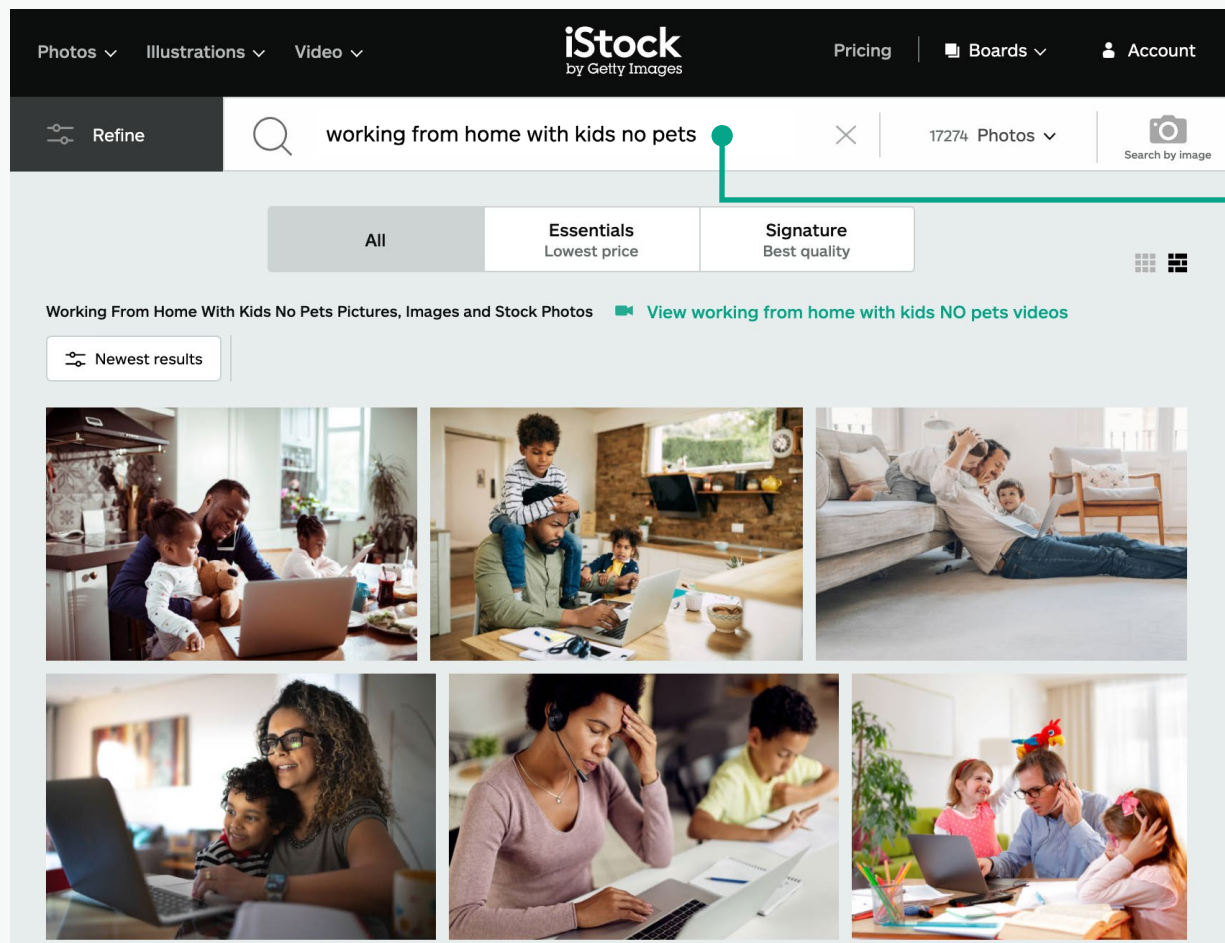 Photos Illustrations Video
iStock
by Getty Images
Pricing Boards Account
Refine
working from home with kids no pets
17274 Photos
Search by image
All
Essentials
Lowest price
Signature
Best quality
Working From Home With Kids No Pets Pictures, Images and Stock Photos View working from home with kids NO pets videos
Newest results